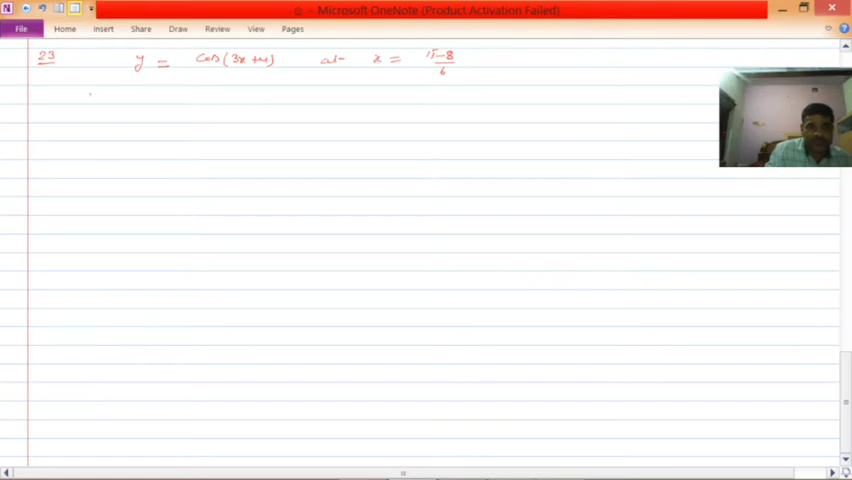 Microsoft OneNote (Product Activation Failed)
File Home Insert Share Draw Review View Pages
23 y = cos(3x+4) at x = π-8/6